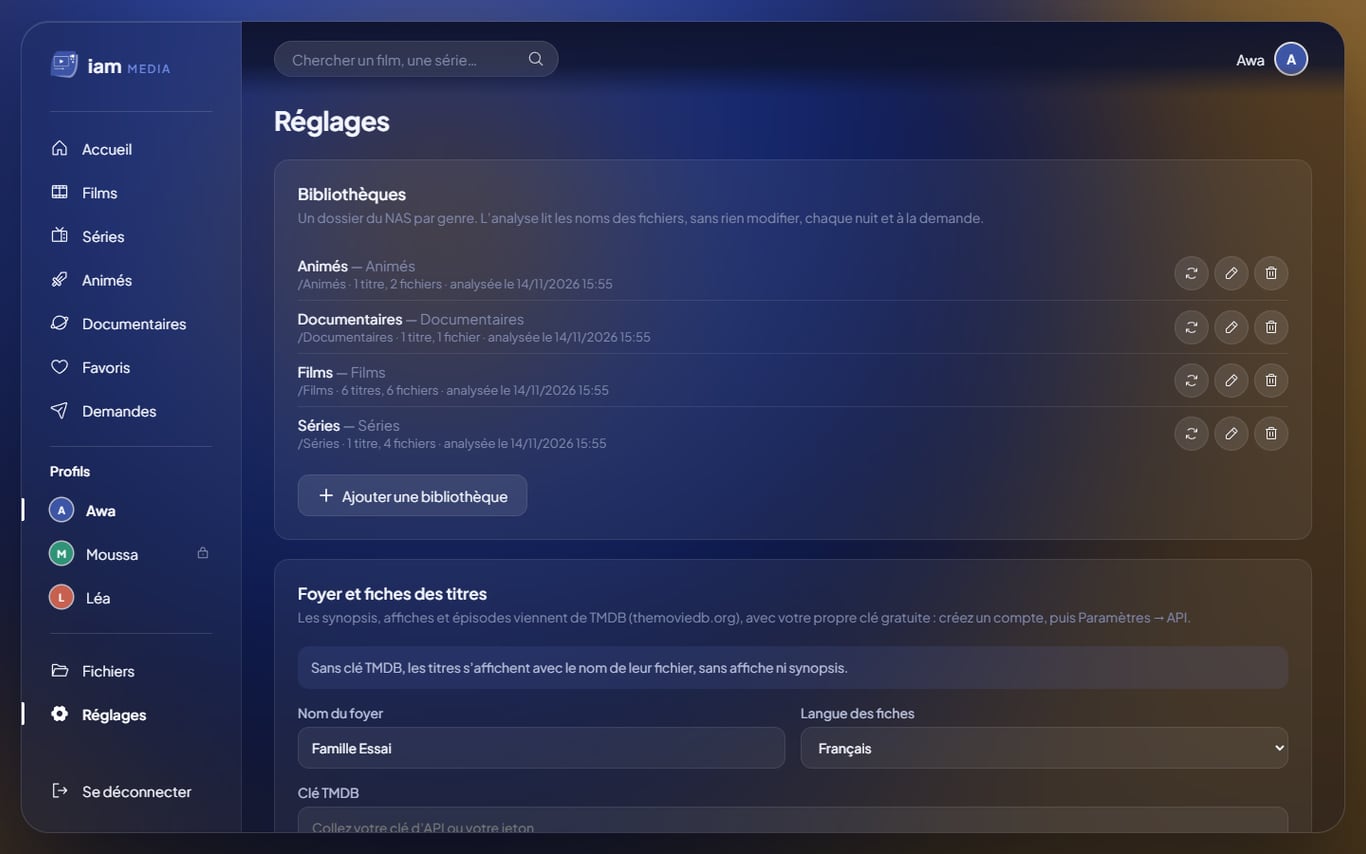 iam MEDIA
Chercher un film, une série…
Awa
A
Accueil
Films
Séries
Animés
Documentaires
Favoris
Demandes
Profils
A
Awa
M
Moussa
L
Léa
Fichiers
Réglages
Se déconnecter
Réglages
Bibliothèques
Un dossier du NAS par genre. L'analyse lit les noms des fichiers, sans rien modifier, chaque nuit et à la demande.
Animés — Animés
/Animés · 1 titre, 2 fichiers · analysée le 14/11/2026 15:55
Documentaires — Documentaires
/Documentaires · 1 titre, 1 fichier · analysée le 14/11/2026 15:55
Films — Films
/Films · 6 titres, 6 fichiers · analysée le 14/11/2026 15:55
Séries — Séries
/Séries · 1 titre, 4 fichiers · analysée le 14/11/2026 15:55
Ajouter une bibliothèque
Foyer et fiches des titres
Les synopsis, affiches et épisodes viennent de TMDB (themoviedb.org), avec votre propre clé gratuite : créez un compte, puis Paramètres → API.
Sans clé TMDB, les titres s'affichent avec le nom de leur fichier, sans affiche ni synopsis.
Nom du foyer
Famille Essai
Langue des fiches
Français
Clé TMDB
Collez votre clé d'API ou votre jeton